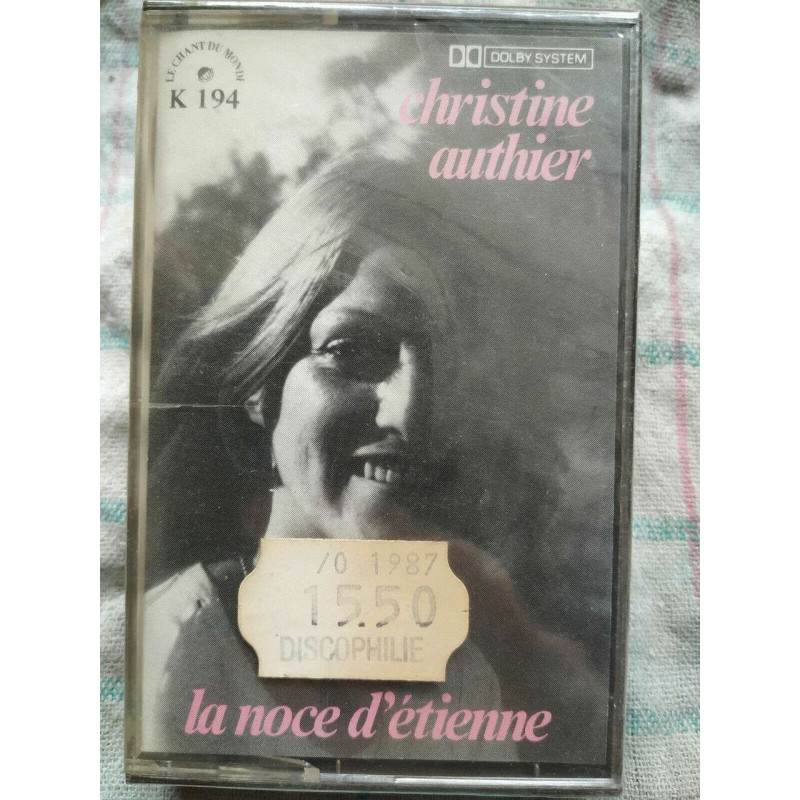 LE CHANT DU MONDE
K 194
DOLBY SYSTEM
christine
authier
/0 1987
15.50
DISCOPHILIE
la noce d'étienne